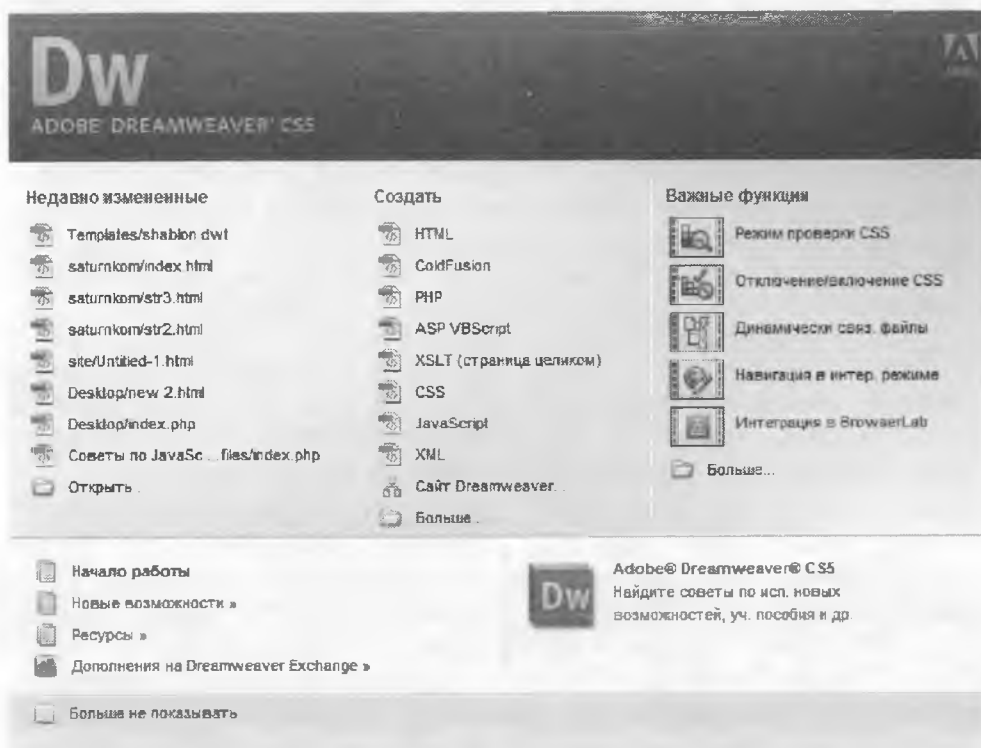 Dw
ADOBE® DREAMWEAVER® CS5
Недавно измененные
Templates/shablon.dwt
saturnkom/index.html
saturnkom/str3.html
saturnkom/str2.html
site/Untitled-1.html
Desktop/new 2.html
Desktop/index.php
Советы по JavaSc...files/index.php
Открыть...
Создать
HTML
ColdFusion
PHP
ASP VBScript
XSLT (страница целиком)
CSS
JavaScript
XML
Сайт Dreamweaver...
Больше...
Важные функции
Режим проверки CSS
Отключение/включение CSS
Динамически связ. файлы
Навигация в интер. режиме
Интеграция в BrowserLab
Больше...
Начало работы
Новые возможности »
Ресурсы »
Дополнения на Dreamweaver Exchange »
Dw
Adobe® Dreamweaver® CS5
Найдите советы по исп. новых
возможностей, уч. пособия и др.
Больше не показывать